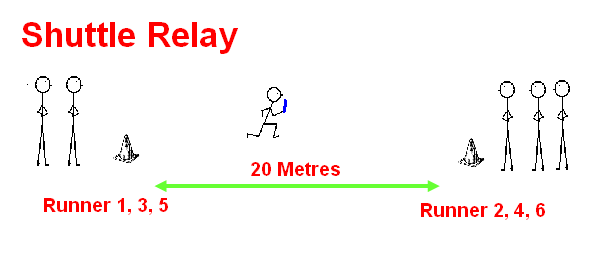 Shuttle Relay
20 Metres
Runner 1, 3, 5
Runner 2, 4, 6